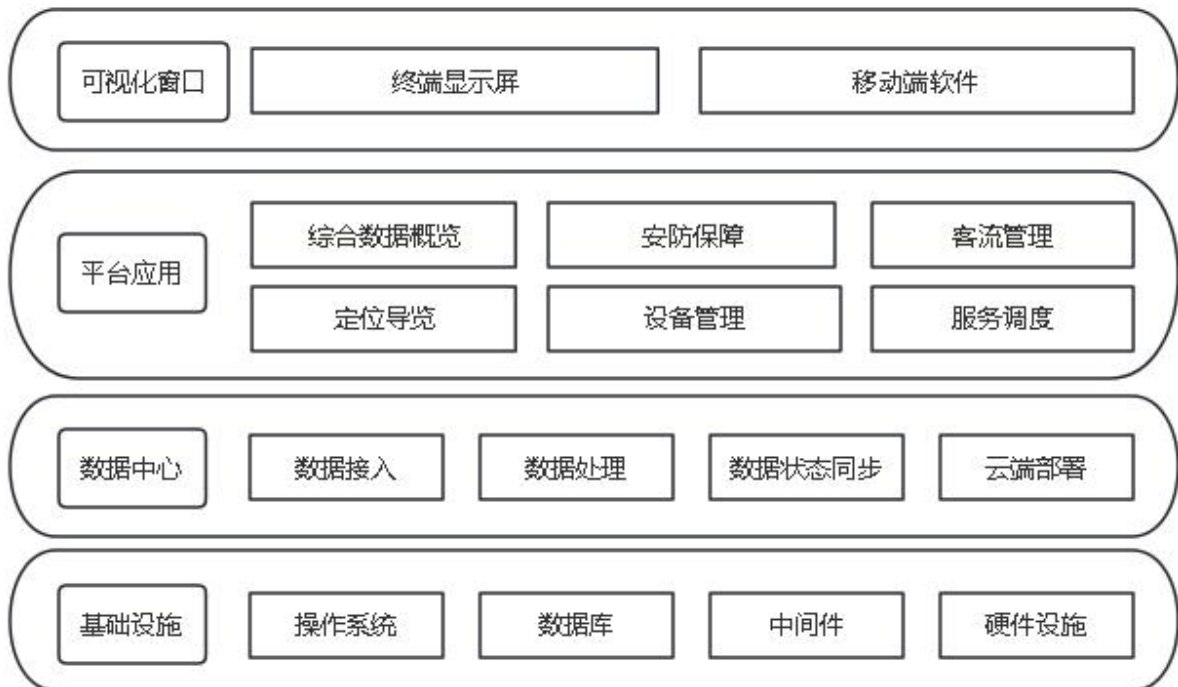 可视化窗口 终端显示屏 移动端软件
综合数据概览 安防保障 客流管理
平台应用
定位导览 设备管理 服务调度
数据中心 数据接入 数据处理 数据状态同步 云端部署
基础设施 操作系统 数据库 中间件 硬件设施